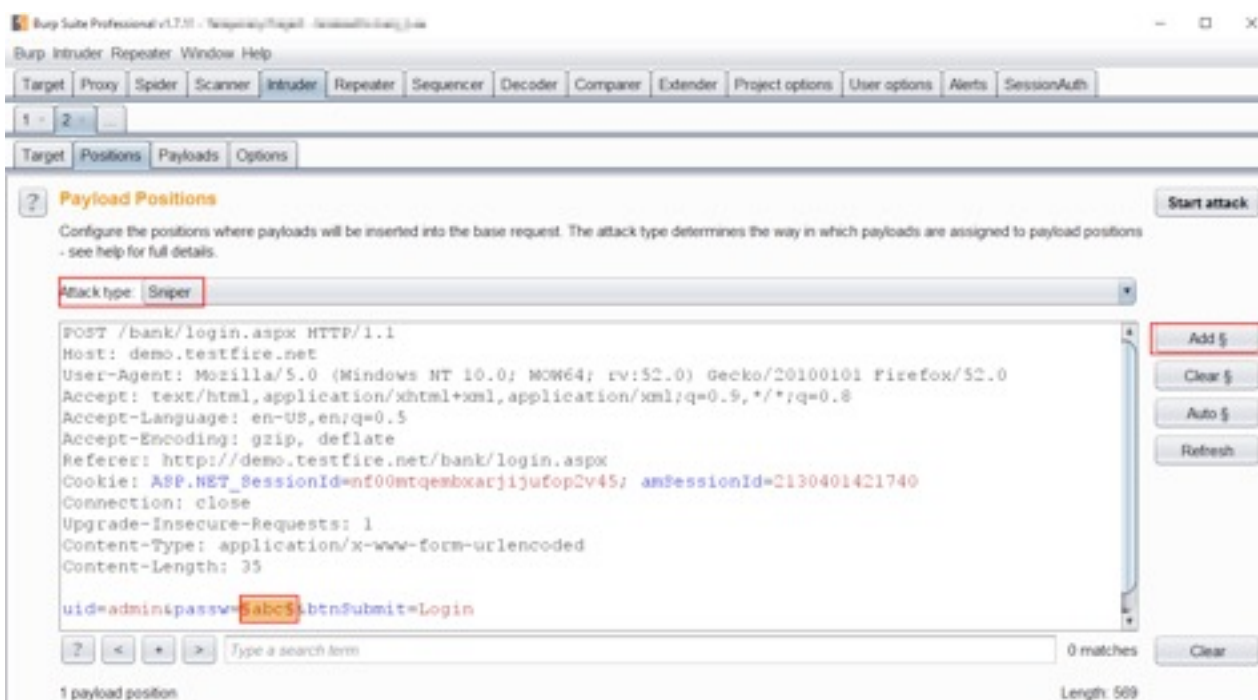 Burp Suite Professional v1.7.11 - Temporary Project -
Burp Intruder Repeater Window Help
Target Proxy Spider Scanner Intruder Repeater Sequencer Decoder Comparer Extender Project options User options Alerts SessionAuth
1 × 2 × ...
Target Positions Payloads Options
? Payload Positions
Start attack
Configure the positions where payloads will be inserted into the base request. The attack type determines the way in which payloads are assigned to payload positions
- see help for full details.
Attack type: Sniper
POST /bank/login.aspx HTTP/1.1
Host: demo.testfire.net
User-Agent: Mozilla/5.0 (Windows NT 10.0; WOW64; rv:52.0) Gecko/20100101 Firefox/52.0
Accept: text/html,application/xhtml+xml,application/xml;q=0.9,*/*;q=0.8
Accept-Language: en-US,en;q=0.5
Accept-Encoding: gzip, deflate
Referer: http://demo.testfire.net/bank/login.aspx
Cookie: ASP.NET_SessionId=nf00mtqembxarjijufop2v45; amSessionId=2130401421740
Connection: close
Upgrade-Insecure-Requests: 1
Content-Type: application/x-www-form-urlencoded
Content-Length: 35
uid=admin&passw=§abc§&btnSubmit=Login
Add §
Clear §
Auto §
Refresh
? < + > Type a search term
0 matches
Clear
1 payload position
Length: 569